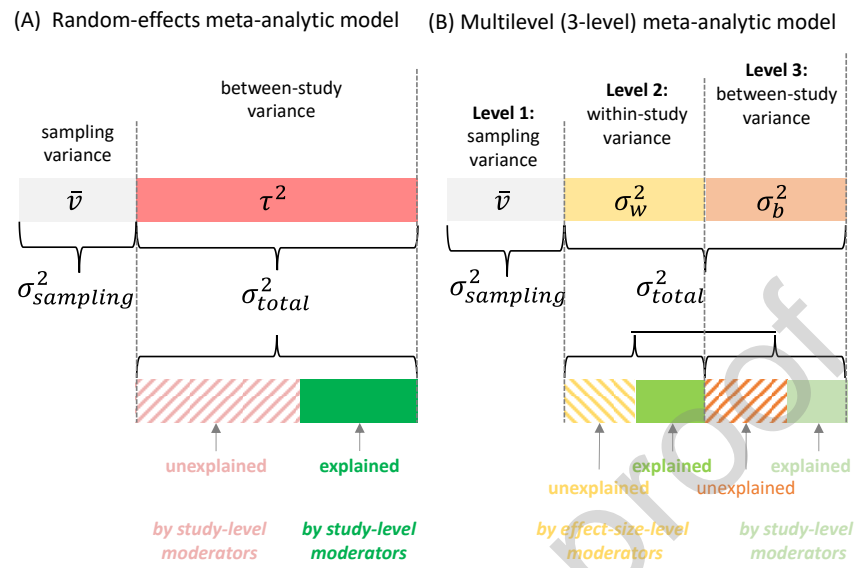 (A) Random-effects meta-analytic model
between-study
variance
sampling
variance
v̄
τ²
σ²sampling
σ²total
unexplained
explained
by study-level
moderators
by study-level
moderators
(B) Multilevel (3-level) meta-analytic model
Level 1:
sampling
variance
Level 2:
within-study
variance
Level 3:
between-study
variance
v̄
σ²w
σ²b
σ²sampling
σ²total
unexplained
explained
unexplained
explained
by effect-size-level
moderators
by study-level
moderators
proof